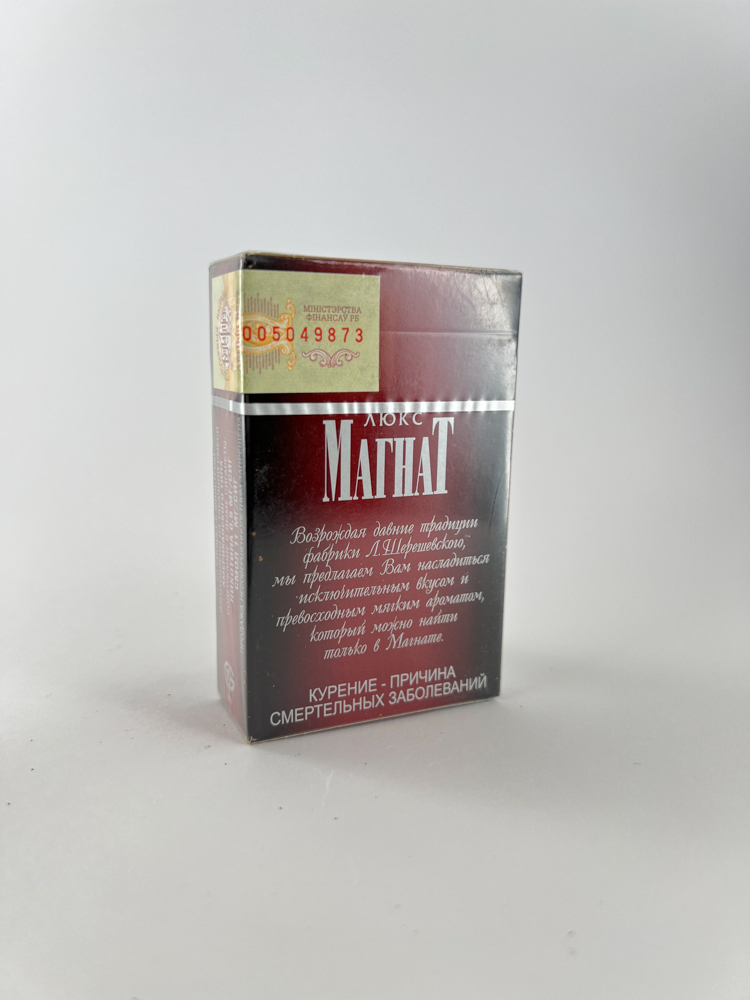 МІНІСТЭРСТВА
ФІНАНСАЎ РБ
005049873
ЛЮКС
МАГНАТ
Возрождая давние традиции
фабрики Л.Шерешевского,
мы предлагаем Вам насладиться
исключительным вкусом и
превосходным мягким ароматом,
который можно найти
только в Магнате.
КУРЕНИЕ - ПРИЧИНА
СМЕРТЕЛЬНЫХ ЗАБОЛЕВАНИЙ